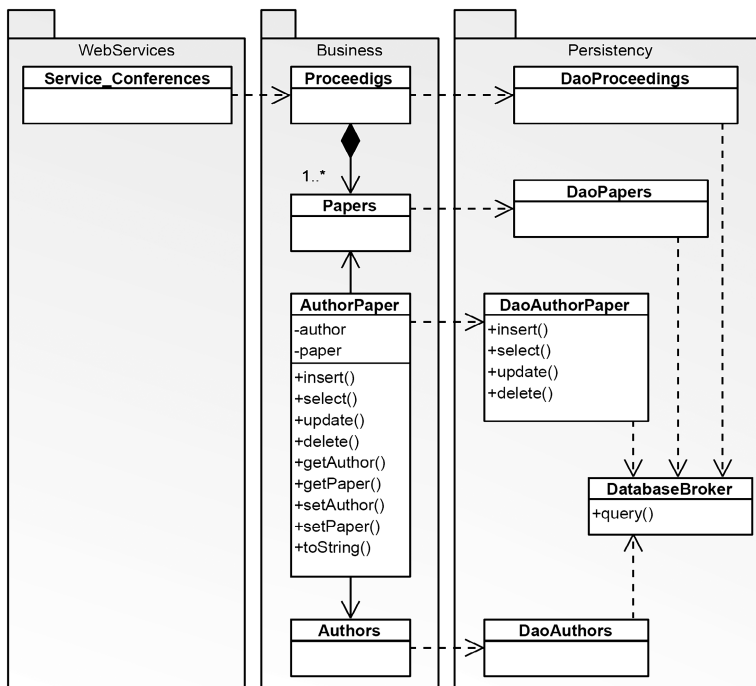 WebServices
Business
Persistency
Service_Conferences
Proceedigs
DaoProceedings
1..*
Papers
DaoPapers
AuthorPaper
-author
-paper
+insert()
+select()
+update()
+delete()
+getAuthor()
+getPaper()
+setAuthor()
+setPaper()
+toString()
DaoAuthorPaper
+insert()
+select()
+update()
+delete()
DatabaseBroker
+query()
Authors
DaoAuthors